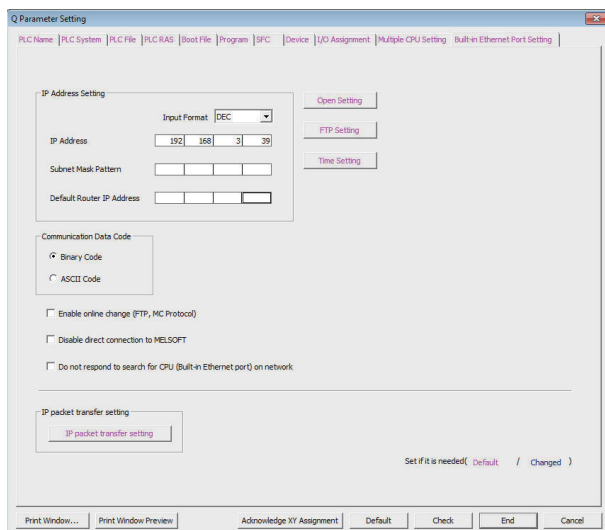 Q Parameter Setting
PLC Name | PLC System | PLC File | PLC RAS | Boot File | Program | SFC | Device | I/O Assignment | Multiple CPU Setting | Built-in Ethernet Port Setting
IP Address Setting
Input Format DEC
IP Address 192 168 3 39
Subnet Mask Pattern
Default Router IP Address
Open Setting
FTP Setting
Time Setting
Communication Data Code
Binary Code
ASCII Code
Enable online change (FTP, MC Protocol)
Disable direct connection to MELSOFT
Do not respond to search for CPU (Built-in Ethernet port) on network
IP packet transfer setting
IP packet transfer setting
Set if it is needed( Default / Changed )
Print Window... Print Window Preview Acknowledge XY Assignment Default Check End Cancel